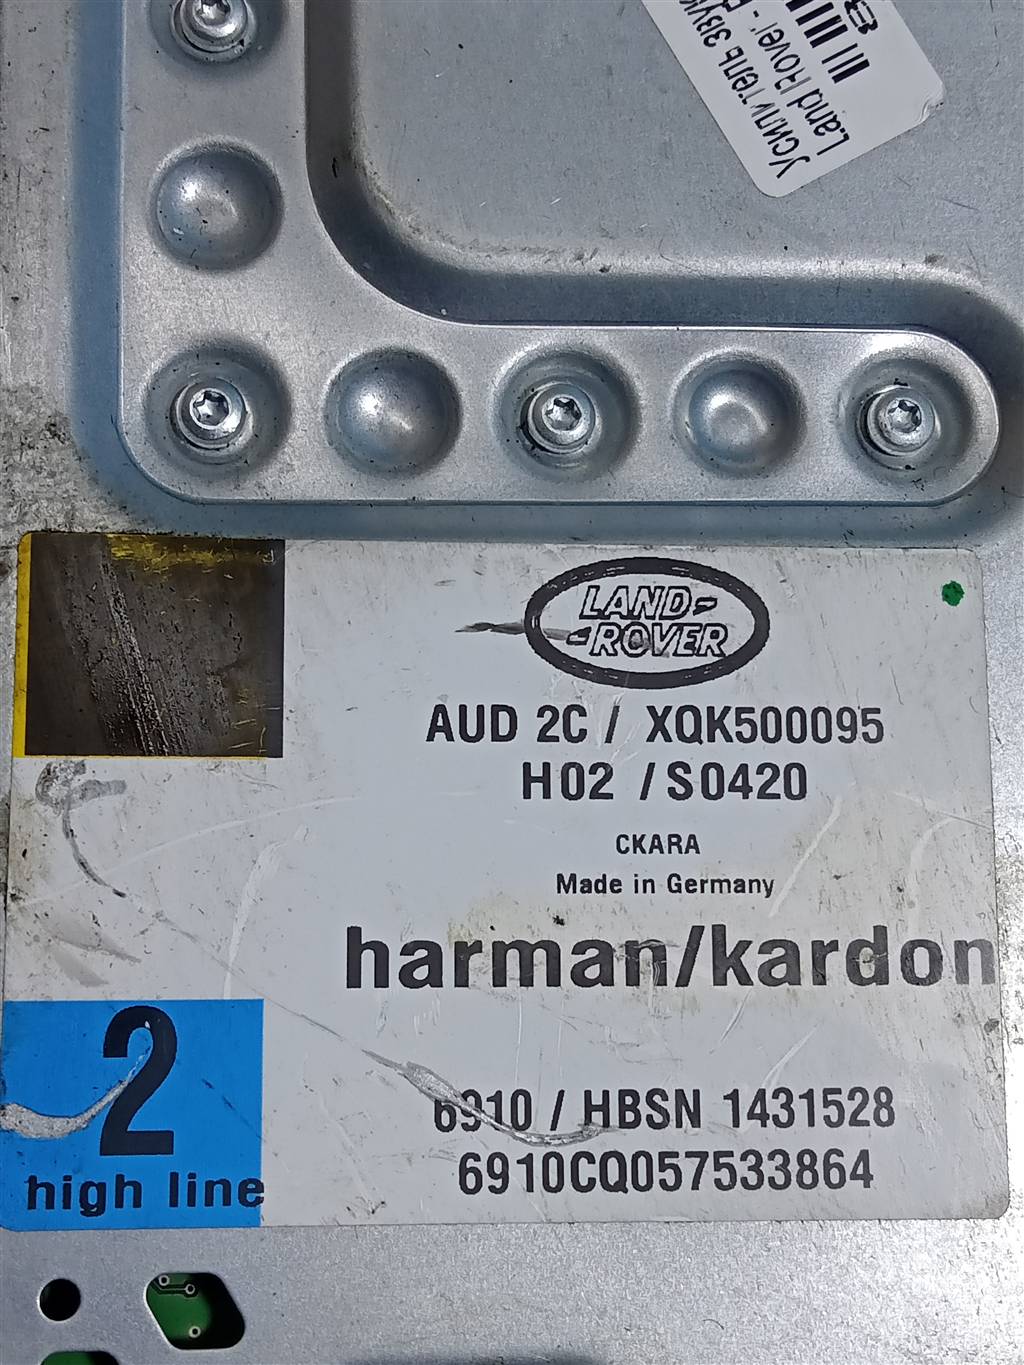 Усилитель
Land Rover -
LAND-
-ROVER
AUD 2C / XQK500095
H02 / S0420
CKARA
Made in Germany
harman/kardon
2
high line
6910 / HBSN 1431528
6910CQ057533864